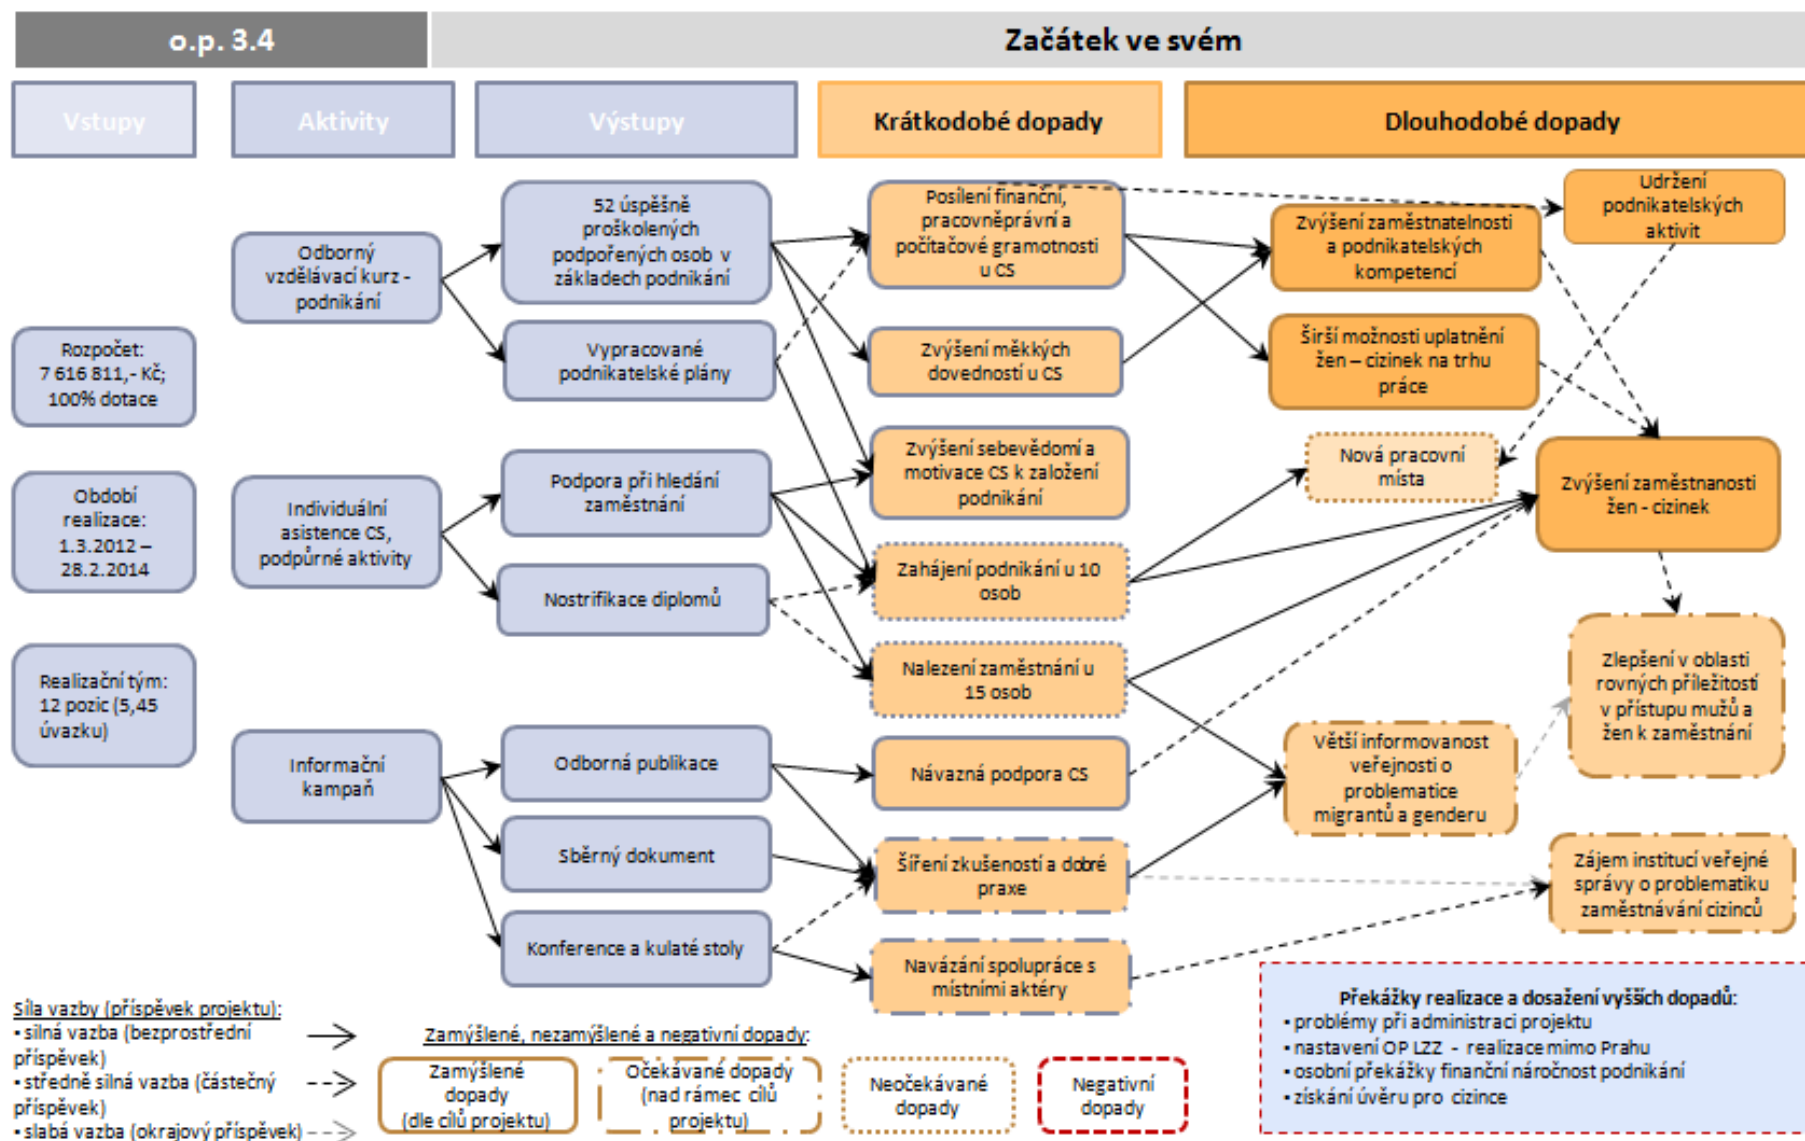 o.p. 3.4
Začátek ve svém
Vstupy
Aktivity
Výstupy
Krátkodobé dopady
Dlouhodobé dopady
Rozpočet:
7 616 811,- Kč;
100% dotace
Období
realizace:
1.3.2012 –
28.2.2014
Realizační tým:
12 pozic (5,45
úvazku)
Odborný
vzdělávací kurz -
podnikání
Individuální
asistence CS,
podpůrné aktivity
Informační
kampaň
52 úspěšně
proškolených
podpořených osob v
základech podnikání
Vypracované
podnikatelské plány
Podpora při hledání
zaměstnání
Nostrifikace diplomů
Odborná publikace
Sběrný dokument
Konference a kulaté stoly
Posílení finanční,
pracovněprávní a
počítačové gramotnosti
u CS
Zvýšení měkkých
dovedností u CS
Zvýšení sebevědomí a
motivace CS k založení
podnikání
Zahájení podnikání u 10
osob
Nalezení zaměstnání u
15 osob
Návazná podpora CS
Šíření zkušeností a dobré
praxe
Navázání spolupráce s
místními aktéry
Zvýšení zaměstnatelnosti
a podnikatelských
kompetencí
Širší možnosti uplatnění
žen – cizinek na trhu
práce
Nová pracovní
místa
Větší informovanost
veřejnosti o
problematice
migrantů a genderu
Udržení
podnikatelských
aktivit
Zvýšení zaměstnanosti
žen - cizinek
Zlepšení v oblasti
rovných příležitostí
v přístupu mužů a
žen k zaměstnání
Zájem institucí veřejné
správy o problematiku
zaměstnávání cizinců
Síla vazby (příspěvek projektu):
▪ silná vazba (bezprostřední
příspěvek)
▪ středně silná vazba (částečný
příspěvek)
▪ slabá vazba (okrajový příspěvek)
Zamýšlené, nezamýšlené a negativní dopady:
Zamýšlené
dopady
(dle cílů projektu)
Očekávané dopady
(nad rámec cílů
projektu)
Neočekávané
dopady
Negativní
dopady
Překážky realizace a dosažení vyšších dopadů:
▪ problémy při administraci projektu
▪ nastavení OP LZZ - realizace mimo Prahu
▪ osobní překážky finanční náročnost podnikání
▪ získání úvěru pro cizince